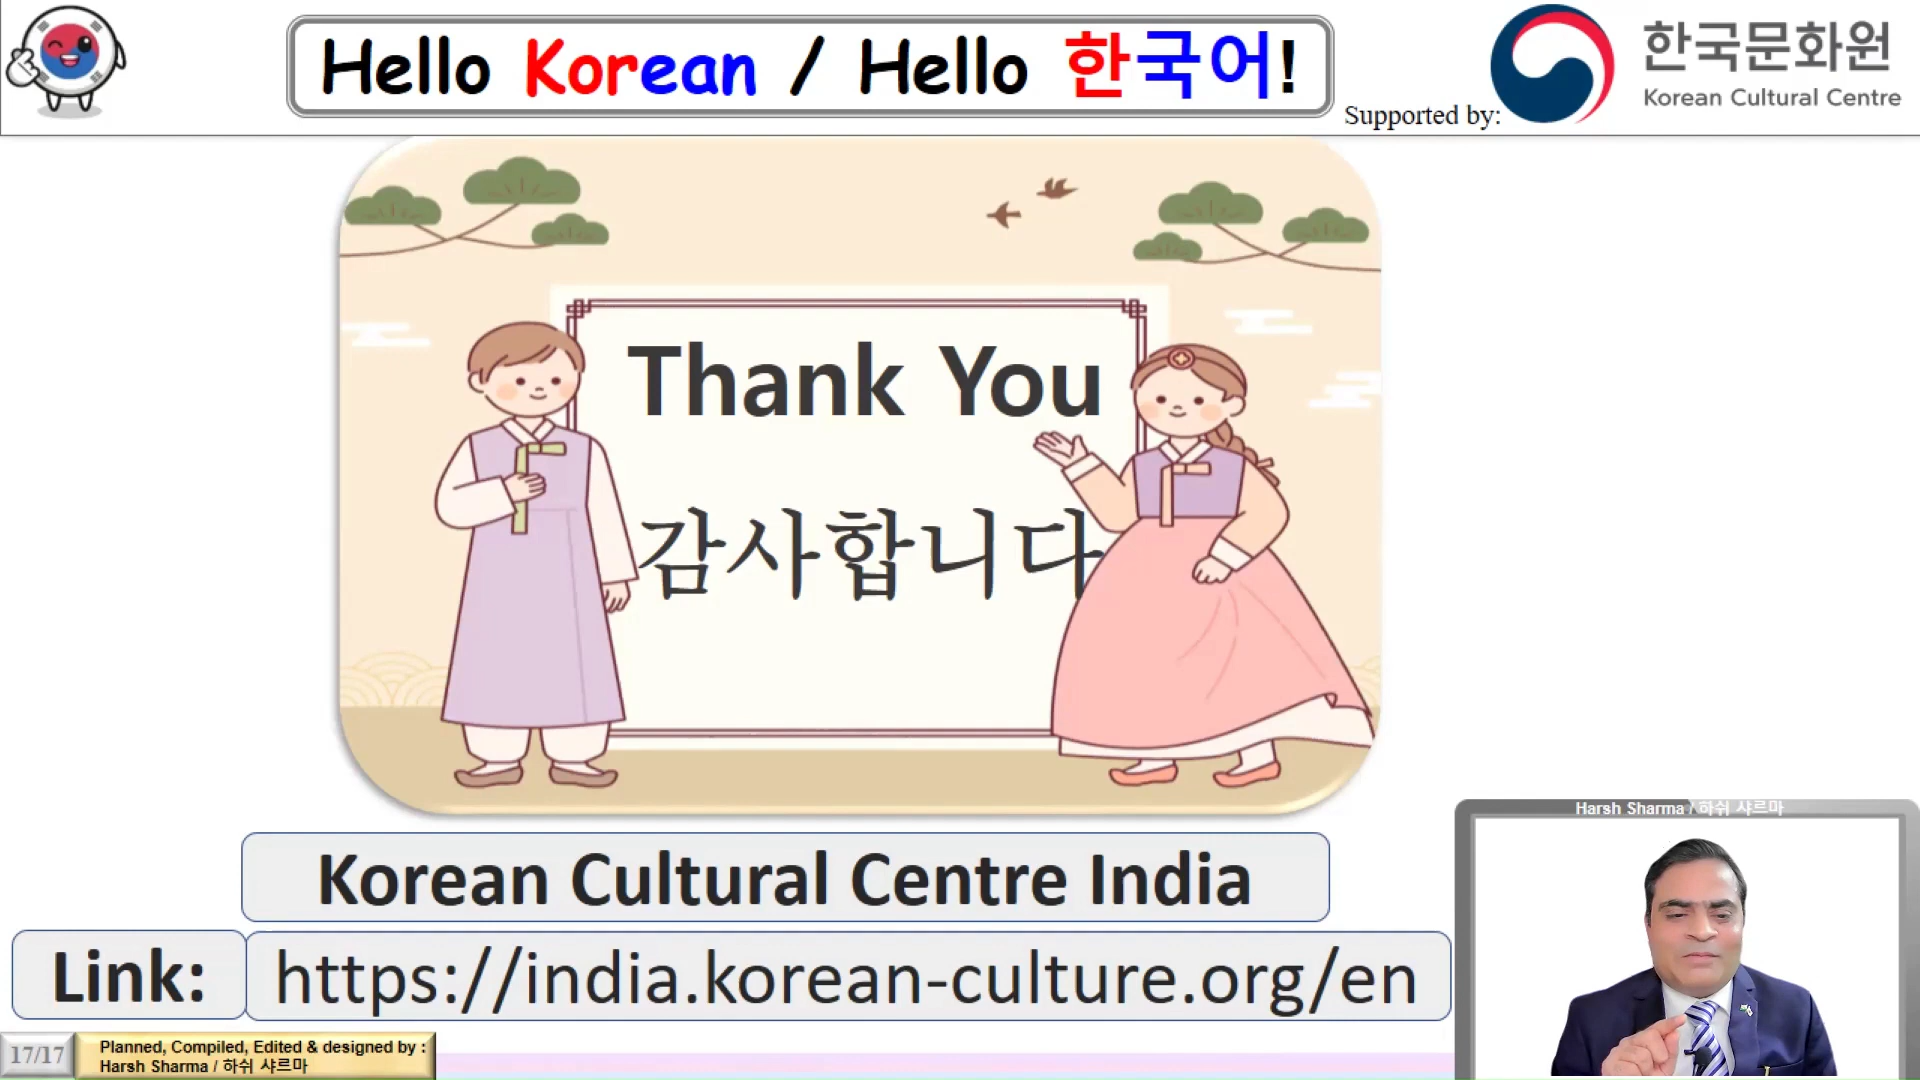 Hello Korean / Hello 한국어!
Supported by:
한국문화원
Korean Cultural Centre
Thank You
감사합니다
Korean Cultural Centre India
Link:
https://india.korean-culture.org/en
Harsh Sharma / 하쉬 샤르마
17/17
Planned, Compiled, Edited & designed by :
Harsh Sharma / 하쉬 샤르마